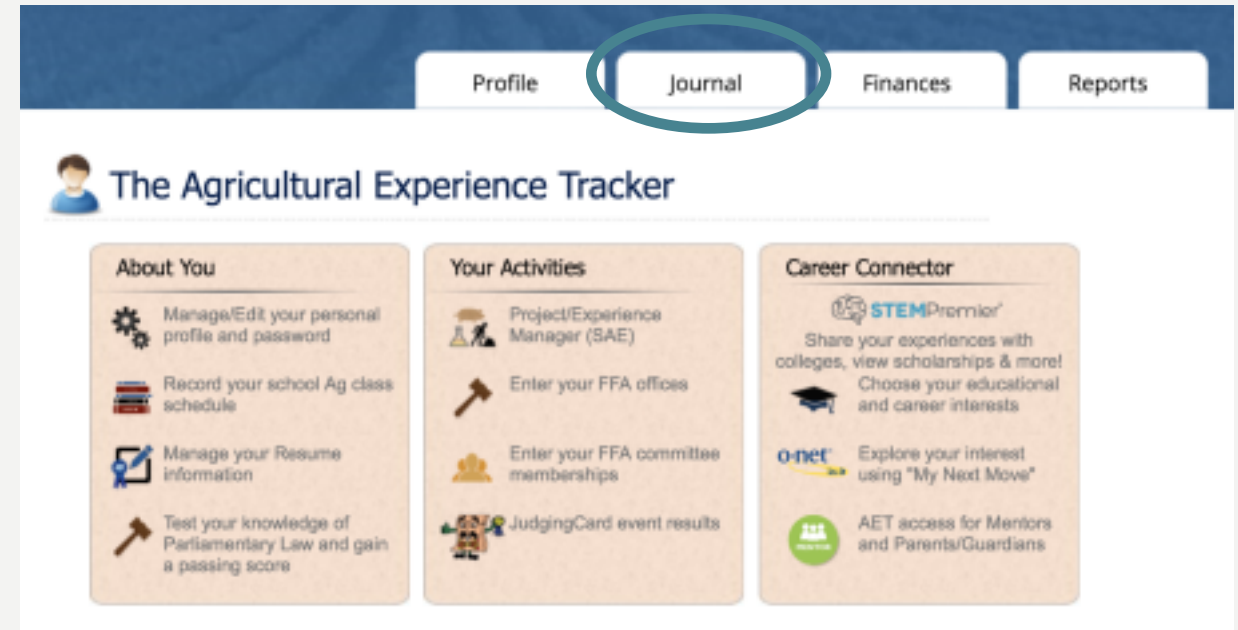 Profile
Journal
Finances
Reports
The Agricultural Experience Tracker
About You
Manage/Edit your personal
profile and password
Record your school Ag class
schedule
Manage your Resume
information
Test your knowledge of
Parliamentary Law and gain
a passing score
Your Activities
Project/Experience
Manager (SAE)
Enter your FFA offices
Enter your FFA committee
memberships
JudgingCard event results
Career Connector
STEMPremier
Share your experiences with
colleges, view scholarships & more!
Choose your educational
and career interests
o*net
Explore your interest
using "My Next Move"
AET access for Mentors
and Parents/Guardians